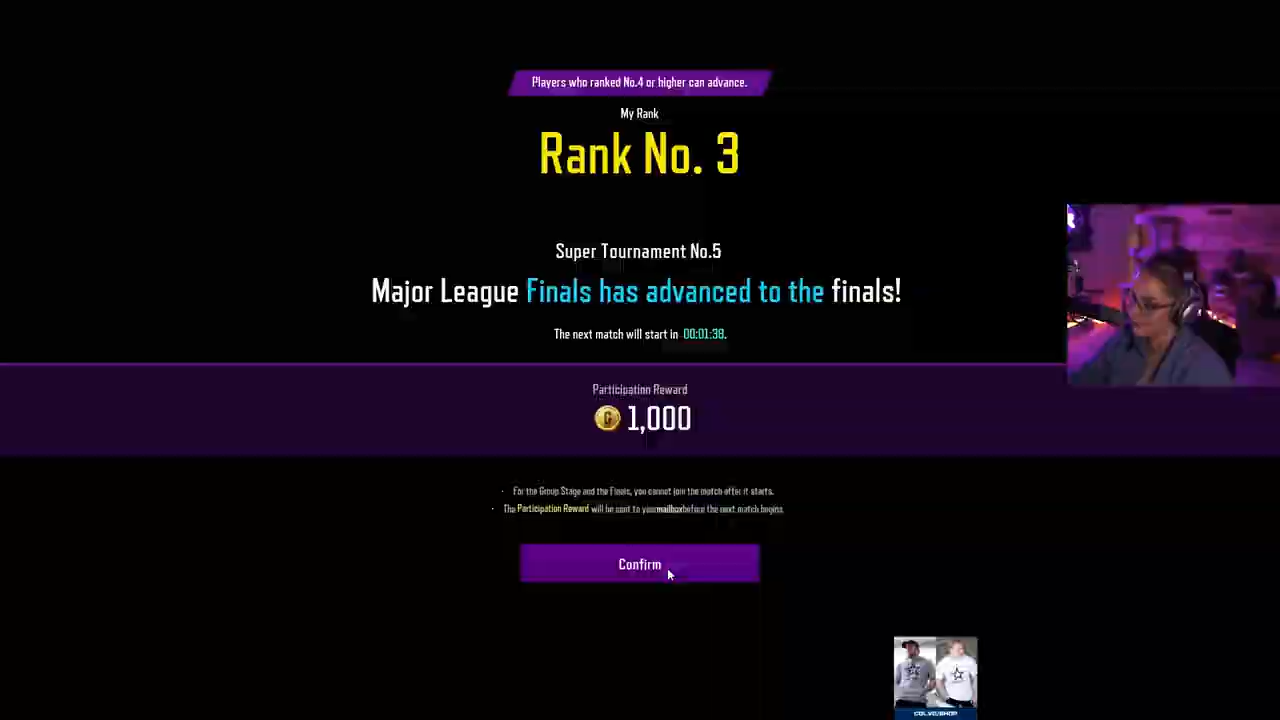 Players who ranked No.4 or higher can advance.
My Rank
Rank No. 3
Super Tournament No.5
Major League Finals has advanced to the finals!
The next match will start in 00:01:38.
Participation Reward
1,000
· For the Group Stage and the Finals, you cannot join the match after it starts.
· The Participation Reward will be sent to your mailbox before the next match begins.
Confirm